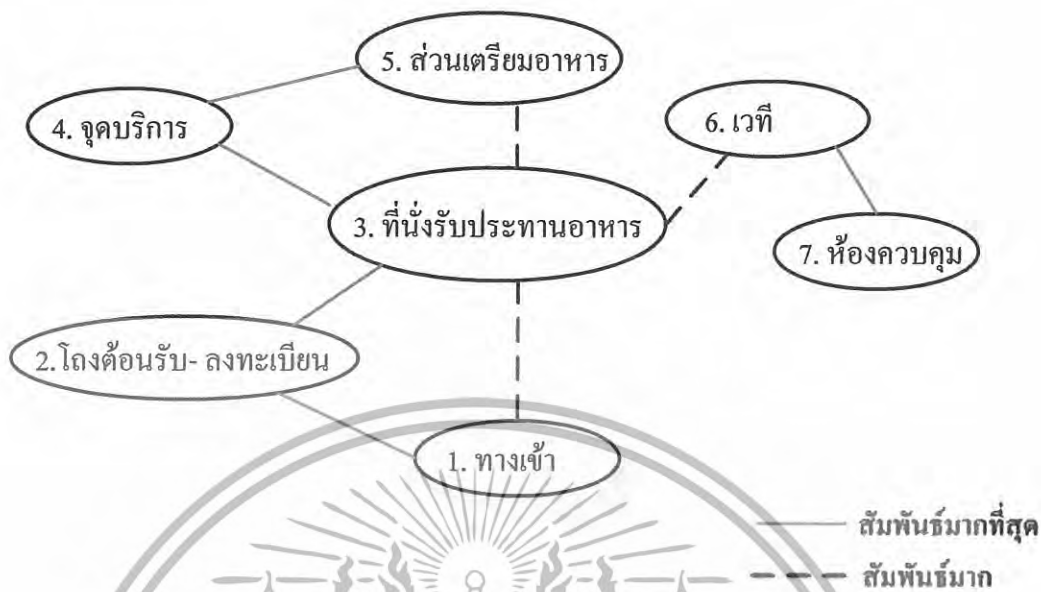 5. ส่วนเตรียมอาหาร
4. จุดบริการ
6. เวที
3. ที่นั่งรับประทานอาหาร
7. ห้องควบคุม
2. โถงต้อนรับ- ลงทะเบียน
1. ทางเข้า
สัมพันธ์มากที่สุด
สัมพันธ์มาก